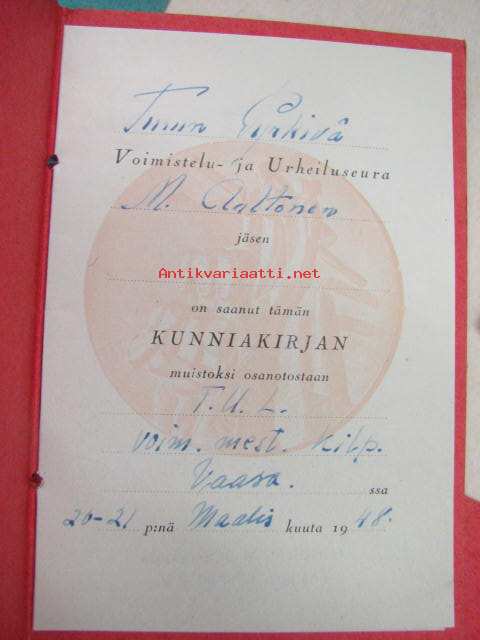 Turun Pyrkivä
Voimistelu- ja Urheiluseura
M. Aaltonen
jäsen
Antikvariaatti.net
on saanut tämän
KUNNIAKIRJAN
muistoksi osanotostaan
T.U.L.
voim. mest. kilp.
Vaasa. ssa
20-21 p:nä Maalis kuuta 19 48.